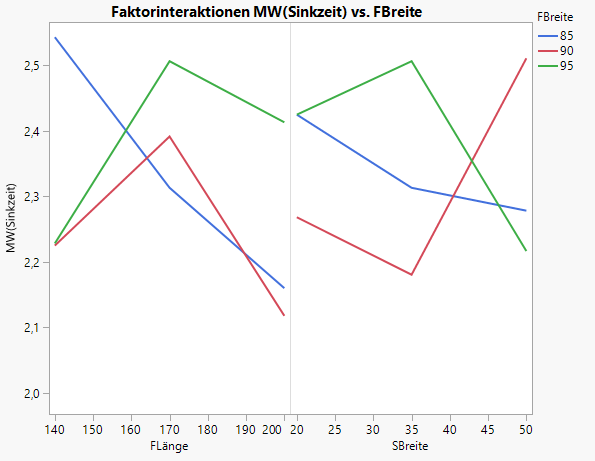 Faktorinteraktionen MW(Sinkzeit) vs. FBreite
FBreite
85
90
95
MW(Sinkzeit)
2,5
2,4
2,3
2,2
2,1
2,0
140 150 160 170 180 190 200 20 25 30 35 40 45 50
FLänge SBreite